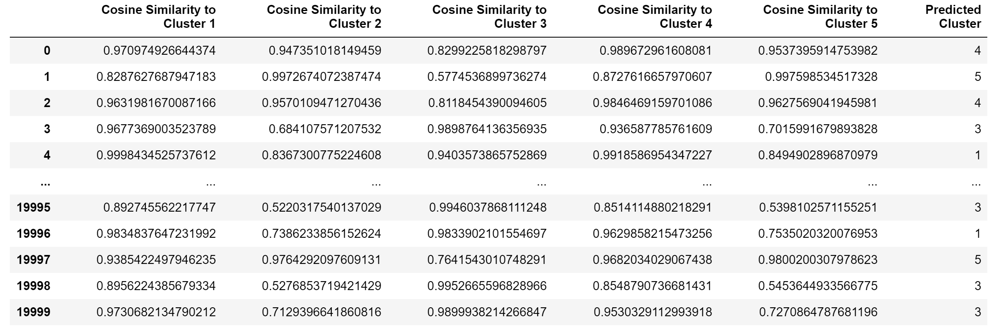 Cosine Similarity to Cosine Similarity to Cosine Similarity to Cosine Similarity to Cosine Similarity to Predicted
Cluster 1 Cluster 2 Cluster 3 Cluster 4 Cluster 5 Cluster
0 0.970974926644374 0.947351018149459 0.8299225818298797 0.989672961608081 0.9537395914753982 4
1 0.8287627687947183 0.9972674072387474 0.5774536899736274 0.8727616657970607 0.997598534517328 5
2 0.9631981670087166 0.9570109471270436 0.8118454390094605 0.9846469159701086 0.9627569041945981 4
3 0.9677369003523789 0.684107571207532 0.9898764136356935 0.936587785761609 0.7015991679893828 3
4 0.9998434525737612 0.8367300775224608 0.9403573865752869 0.9918586954347227 0.8494902896870979 1
... ... ... ... ... ... ...
19995 0.892745562217747 0.5220317540137029 0.9946037868111248 0.8514114880218291 0.5398102571155251 3
19996 0.9834837647231992 0.7386233856152624 0.9833902101554697 0.9629858215473256 0.7535020320076953 1
19997 0.9385422497946235 0.9764292097609131 0.7641543010748291 0.9682034029067438 0.9800200307978623 5
19998 0.8956224385679334 0.5276853719421429 0.9952665596828966 0.8548790736681431 0.5453644933566775 3
19999 0.9730682134790212 0.7129396641860816 0.9899938214266847 0.9530329112993918 0.7270864787681196 3